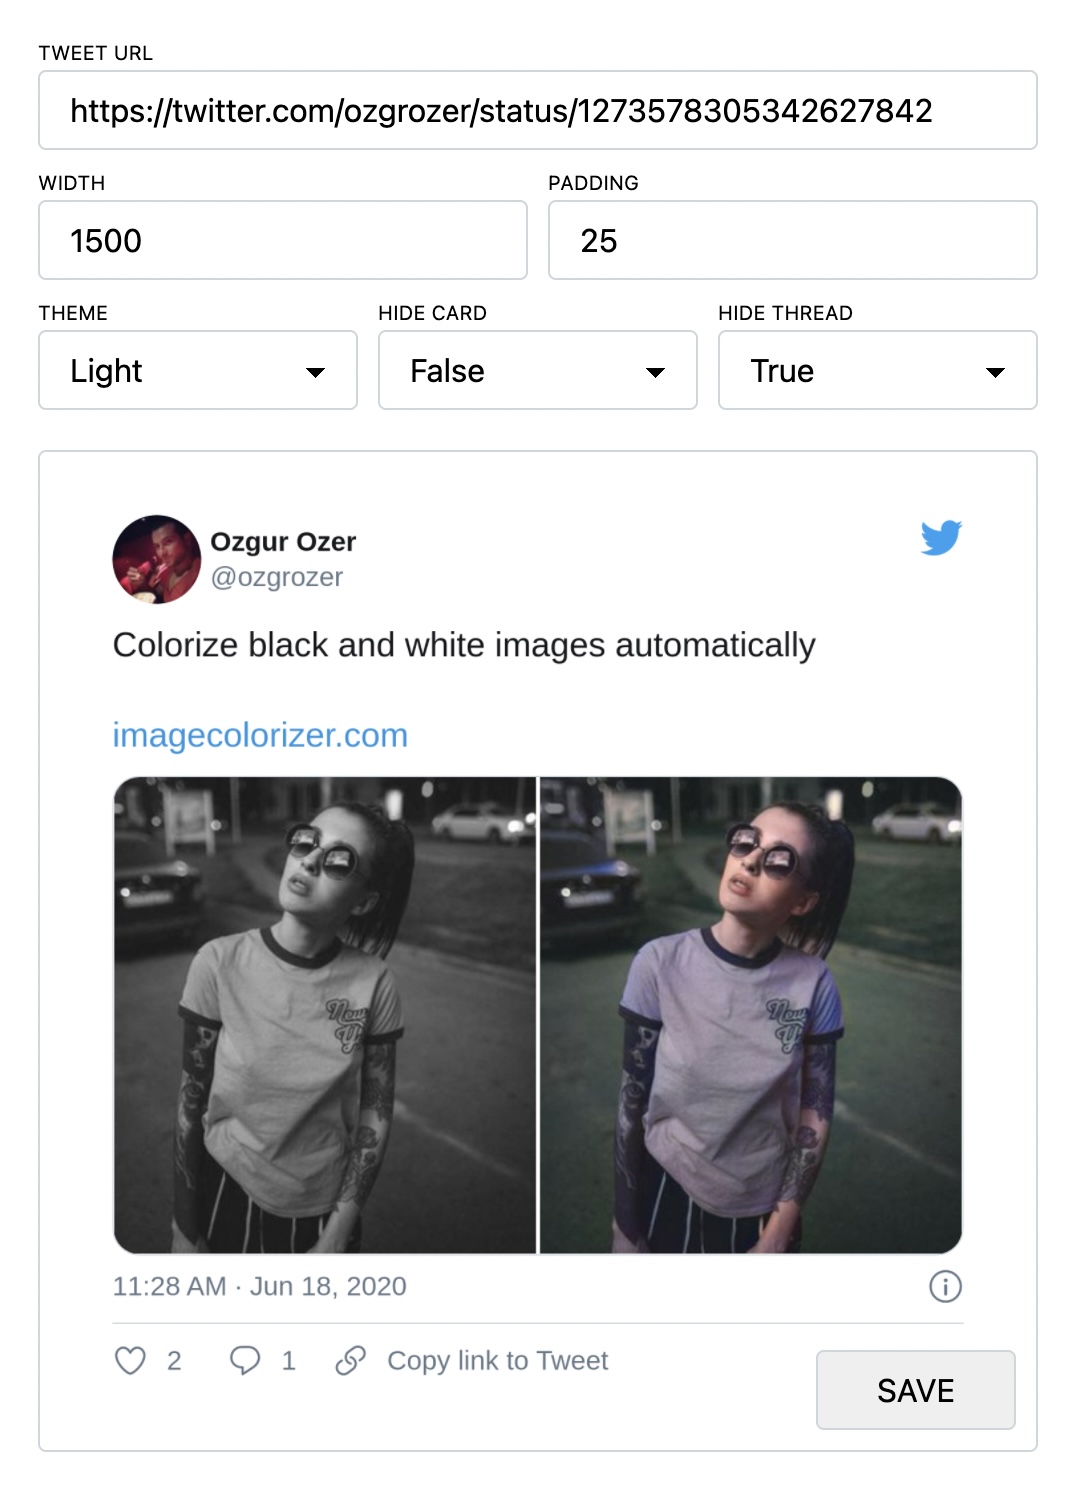 TWEET URL
https://twitter.com/ozgrozer/status/1273578305342627842
WIDTH
PADDING
1500
25
THEME
HIDE CARD
HIDE THREAD
Light
False
True
Ozgur Ozer
@ozgrozer
Colorize black and white images automatically
imagecolorizer.com
New
New
11:28 AM · Jun 18, 2020
2
1
Copy link to Tweet
SAVE